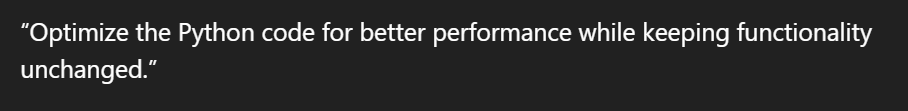 “Optimize the Python code for better performance while keeping functionality
unchanged.”